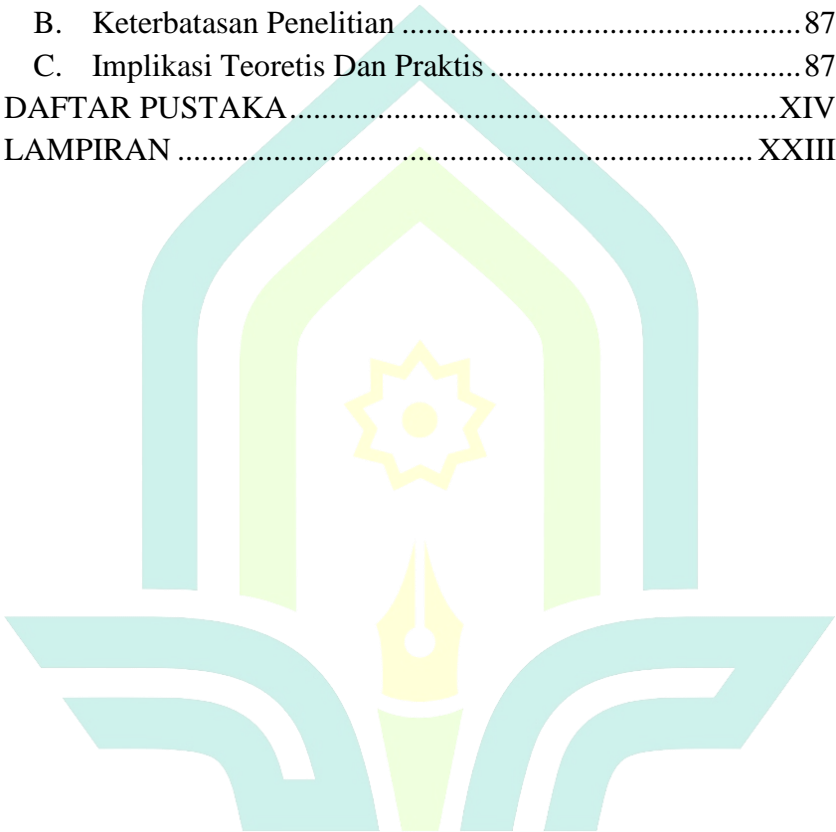 B. Keterbatasan Penelitian ................................................... 87
C. Implikasi Teoretis Dan Praktis ........................................ 87
DAFTAR PUSTAKA............................................................... XIV
LAMPIRAN .......................................................................... XXIII